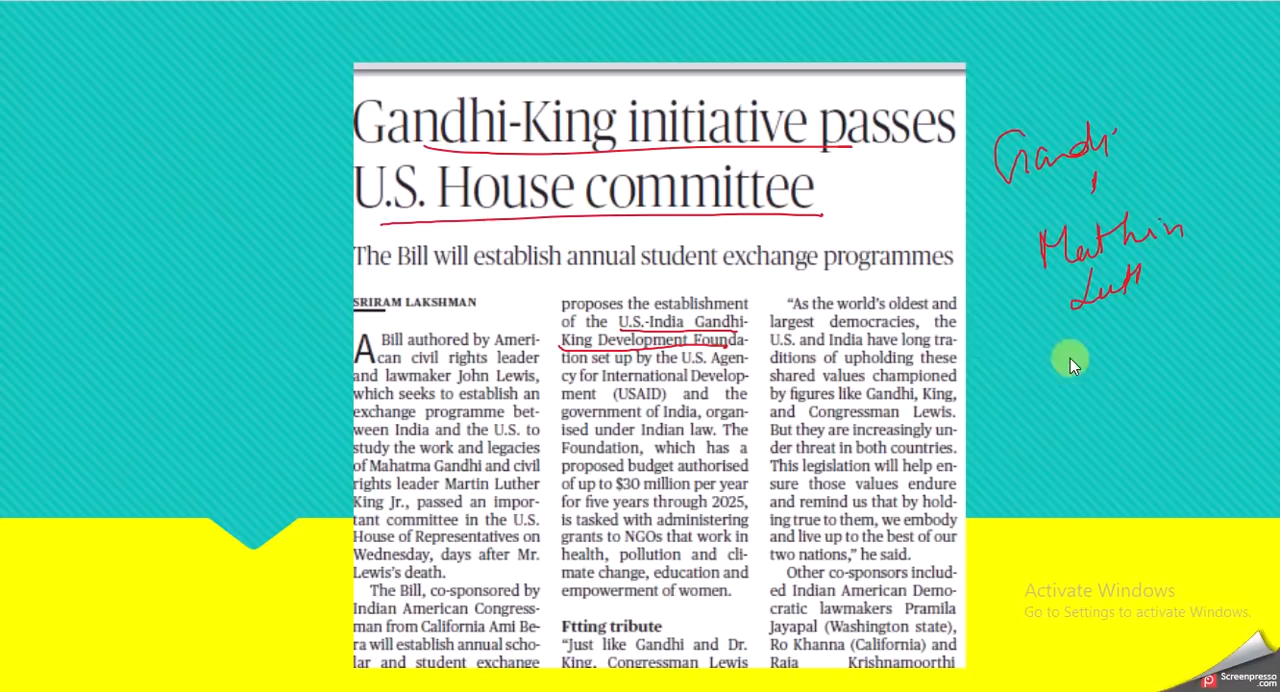 Gandhi-King initiative passes
U.S. House committee
The Bill will establish annual student exchange programmes
SRIRAM LAKSHMAN
A Bill authored by Ameri-
can civil rights leader
and lawmaker John Lewis,
which seeks to establish an
exchange programme bet-
ween India and the U.S. to
study the work and legacies
of Mahatma Gandhi and civil
rights leader Martin Luther
King Jr., passed an impor-
tant committee in the U.S.
House of Representatives on
Wednesday, days after Mr.
Lewis's death.
The Bill, co-sponsored by
Indian American Congress-
man from California Ami Be-
ra will establish annual scho-
lar and student exchange
proposes the establishment
of the U.S.-India Gandhi-
King Development Founda-
tion set up by the U.S. Agen-
cy for International Develop-
ment (USAID) and the
government of India, organ-
ised under Indian law. The
Foundation, which has a
proposed budget authorised
of up to $30 million per year
for five years through 2025,
is tasked with administering
grants to NGOs that work in
health, pollution and cli-
mate change, education and
empowerment of women.
Ftting tribute
“Just like Gandhi and Dr.
King, Congressman Lewis
“As the world's oldest and
largest democracies, the
U.S. and India have long tra-
ditions of upholding these
shared values championed
by figures like Gandhi, King,
and Congressman Lewis.
But they are increasingly un-
der threat in both countries.
This legislation will help en-
sure those values endure
and remind us that by hold-
ing true to them, we embody
and live up to the best of our
two nations,” he said.
Other co-sponsors includ-
ed Indian American Demo-
cratic lawmakers Pramila
Jayapal (Washington state),
Ro Khanna (California) and
Raja Krishnamoorthi
Gandhi
Activate Windows
Go to Settings to activate Windows.
Screenpresso
.com